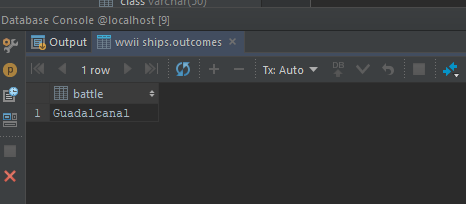 class varchar(50)
Database Console @localhost [9]
Output wwii ships.outcomes
1 row Tx: Auto DB
battle
1 Guadalcanal